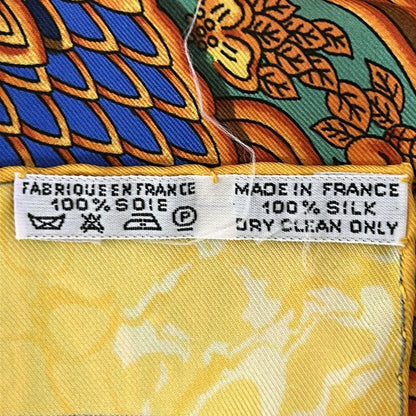 FABRIQUE EN FRANCE
100% SOIE
P
MADE IN FRANCE
100% SILK
DRY CLEAN ONLY